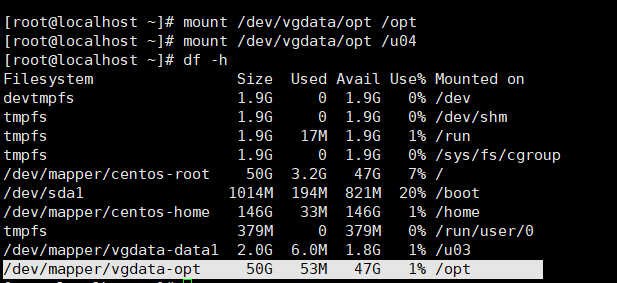 [root@localhost ~]# mount /dev/vgdata/opt /opt
[root@localhost ~]# mount /dev/vgdata/opt /u04
[root@localhost ~]# df -h
Filesystem Size Used Avail Use% Mounted on
devtmpfs 1.9G 0 1.9G 0% /dev
tmpfs 1.9G 0 1.9G 0% /dev/shm
tmpfs 1.9G 17M 1.9G 1% /run
tmpfs 1.9G 0 1.9G 0% /sys/fs/cgroup
/dev/mapper/centos-root 50G 3.2G 47G 7% /
/dev/sda1 1014M 194M 821M 20% /boot
/dev/mapper/centos-home 146G 33M 146G 1% /home
tmpfs 379M 0 379M 0% /run/user/0
/dev/mapper/vgdata-data1 2.0G 6.0M 1.8G 1% /u03
/dev/mapper/vgdata-opt 50G 53M 47G 1% /opt